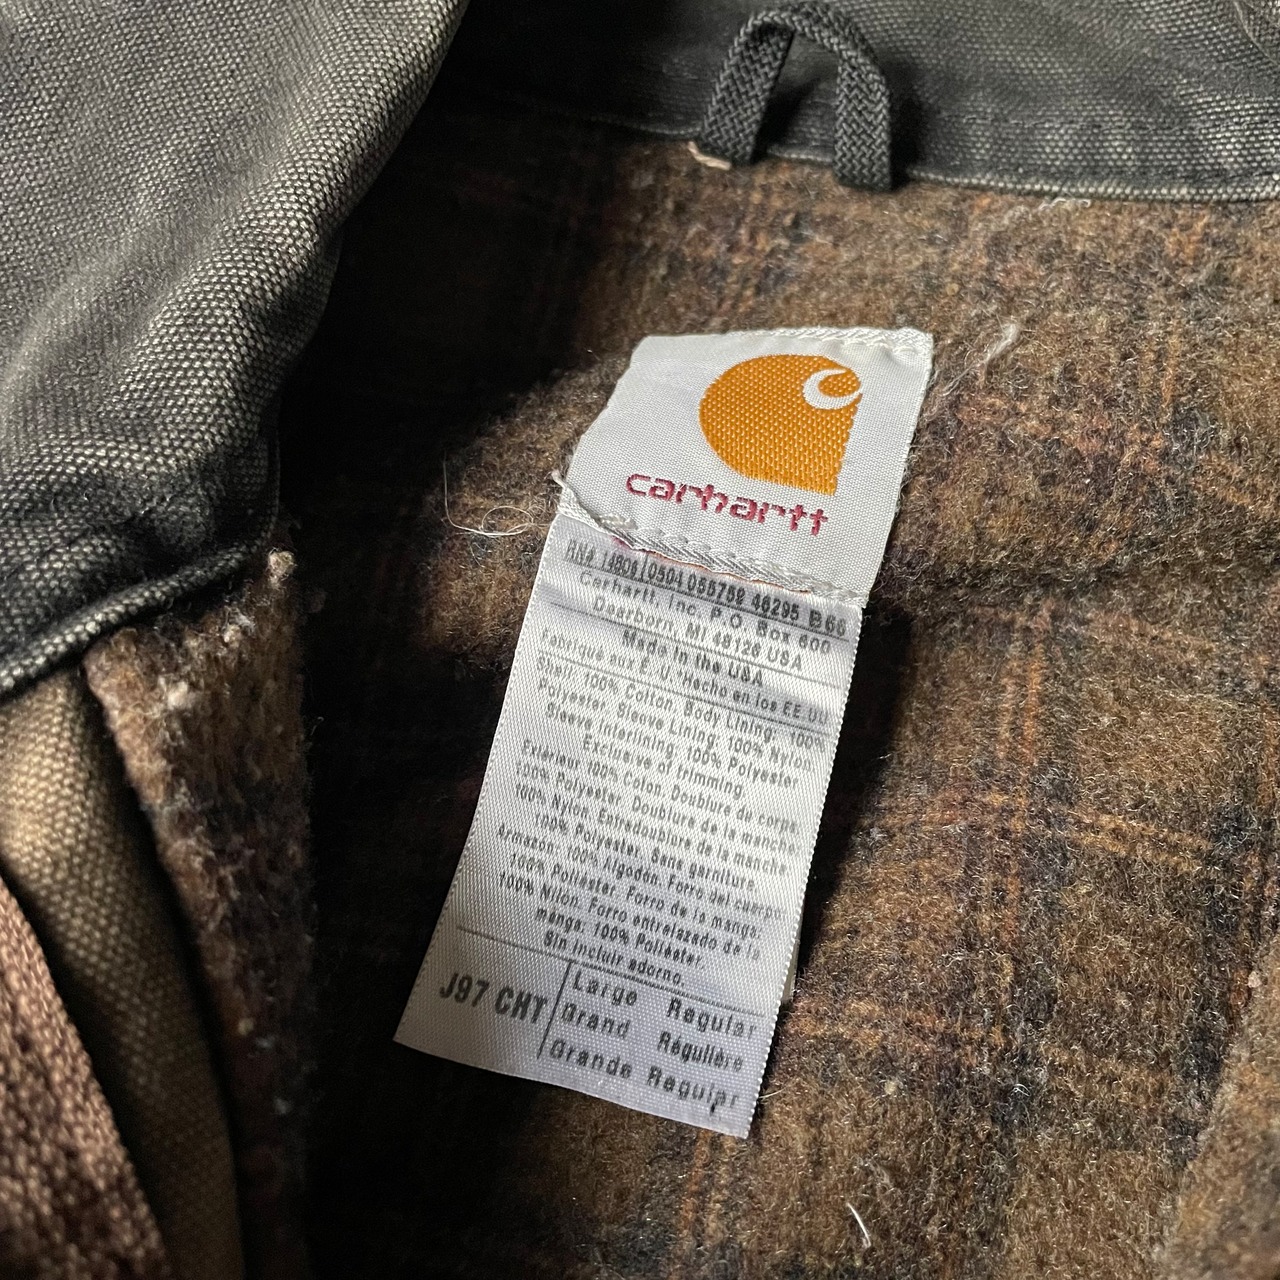 carhartt
RN# 14806 0504 055759 46295 B 66
Carhartt, Inc. P.O. Box 600
Dearborn, MI 48126 USA
Made in the USA
Fabriqué aux É.-U. *Hecho en los EE.UU
Shell: 100% Cotton, Body Lining: 100%
Polyester, Sleeve Lining, 100% Nylon
Sleeve Interlining, 100% Polyester
Exclusive of trimming
Extérieur 100% Coton. Doublure du corps:
100% Polyester. Doublure de la manche:
100% Nylon. Entredoublure de la manche:
100% Polyester. Sans garniture.
Armazon: 100% Algodon. Forro del cuerpo:
100% Poliéster. Forro de la manga:
100% Nilon. Forro entrelazado de la
manga: 100% Poliéster.
Sin incluir adorno.
J97 CHT
Large Regular
Grand Régulière
Grande Regular